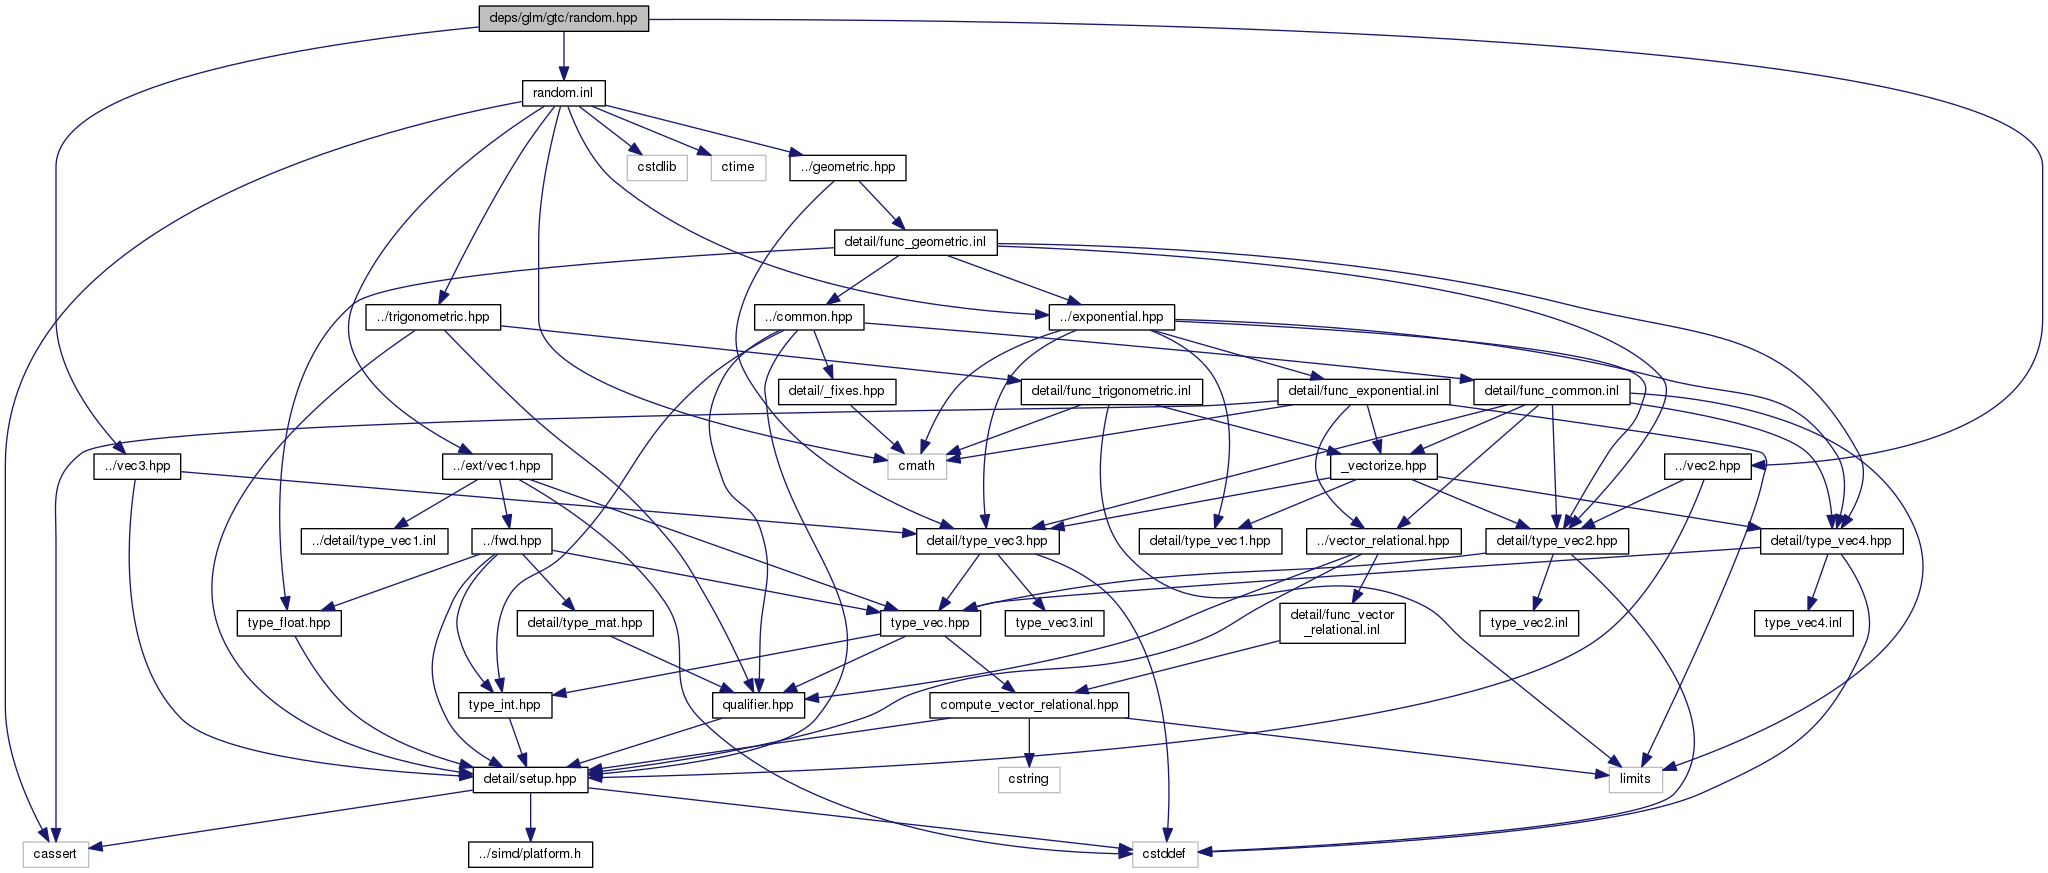 deps/glm/gtc/random.hpp
random.inl
cstdlib
ctime
../geometric.hpp
detail/func_geometric.inl
../trigonometric.hpp
../common.hpp
../exponential.hpp
detail/_fixes.hpp
detail/func_trigonometric.inl
detail/func_exponential.inl
detail/func_common.inl
../vec3.hpp
../ext/vec1.hpp
cmath
_vectorize.hpp
../vec2.hpp
../detail/type_vec1.inl
../fwd.hpp
detail/type_vec3.hpp
detail/type_vec1.hpp
../vector_relational.hpp
detail/type_vec2.hpp
detail/type_vec4.hpp
type_float.hpp
detail/type_mat.hpp
type_vec.hpp
type_vec3.inl
detail/func_vector
_relational.inl
type_vec2.inl
type_vec4.inl
type_int.hpp
qualifier.hpp
compute_vector_relational.hpp
detail/setup.hpp
cstring
limits
cassert
../simd/platform.h
cstddef